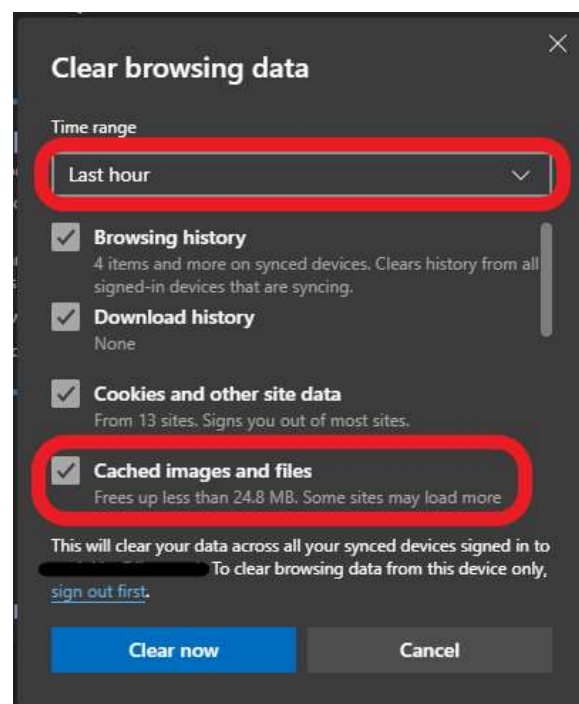 Clear browsing data
Time range
Last hour
Browsing history
4 items and more on synced devices. Clears history from all
signed-in devices that are syncing.
Download history
None
Cookies and other site data
From 13 sites. Signs you out of most sites.
Cached images and files
Frees up less than 24.8 MB. Some sites may load more
This will clear your data across all your synced devices signed in to
To clear browsing data from this device only,
sign out first.
Clear now
Cancel